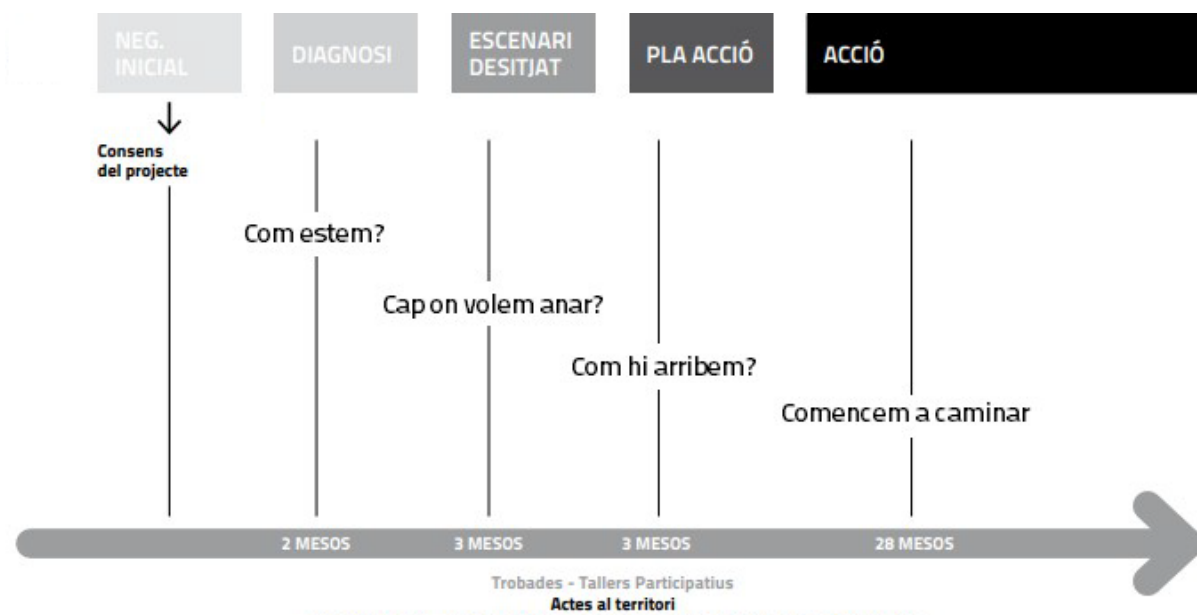 NEG.
INICIAL
DIAGNOSI
ESCENARI
DESITJAT
PLA ACCIÓ
ACCIÓ
Consens
del projecte
Com estem?
Cap on volem anar?
Com hi arribem?
Comencem a caminar
2 MESOS
3 MESOS
3 MESOS
28 MESOS
Trobades - Tallers Participatius
Actes al territori